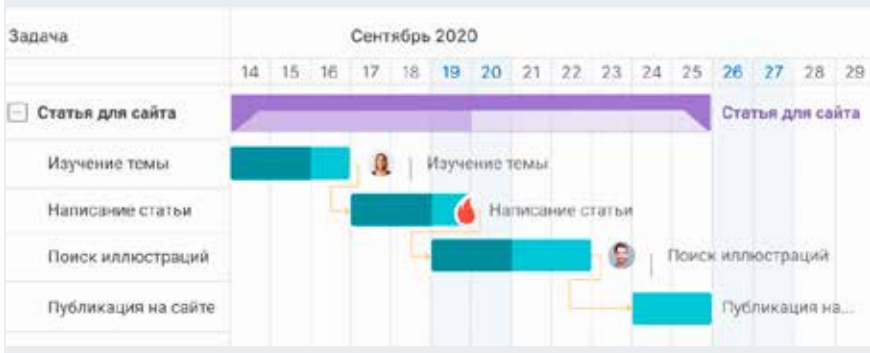 Задача
Сентябрь 2020
14 15 16 17 18 19 20 21 22 23 24 25 26 27 28 29
Статья для сайта Статья для сайта
Изучение темы Изучение темы
Написание статьи Написание статьи
Поиск иллюстраций Поиск иллюстраций
Публикация на сайте Публикация на...